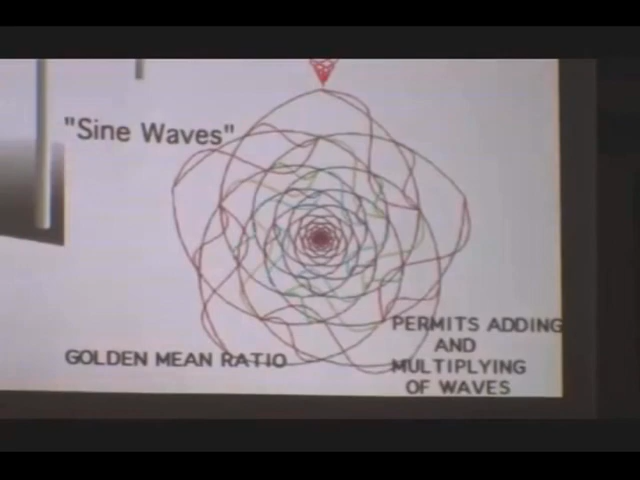 "Sine Waves"
GOLDEN MEAN RATIO
PERMITS ADDING
AND
MULTIPLYING
OF WAVES